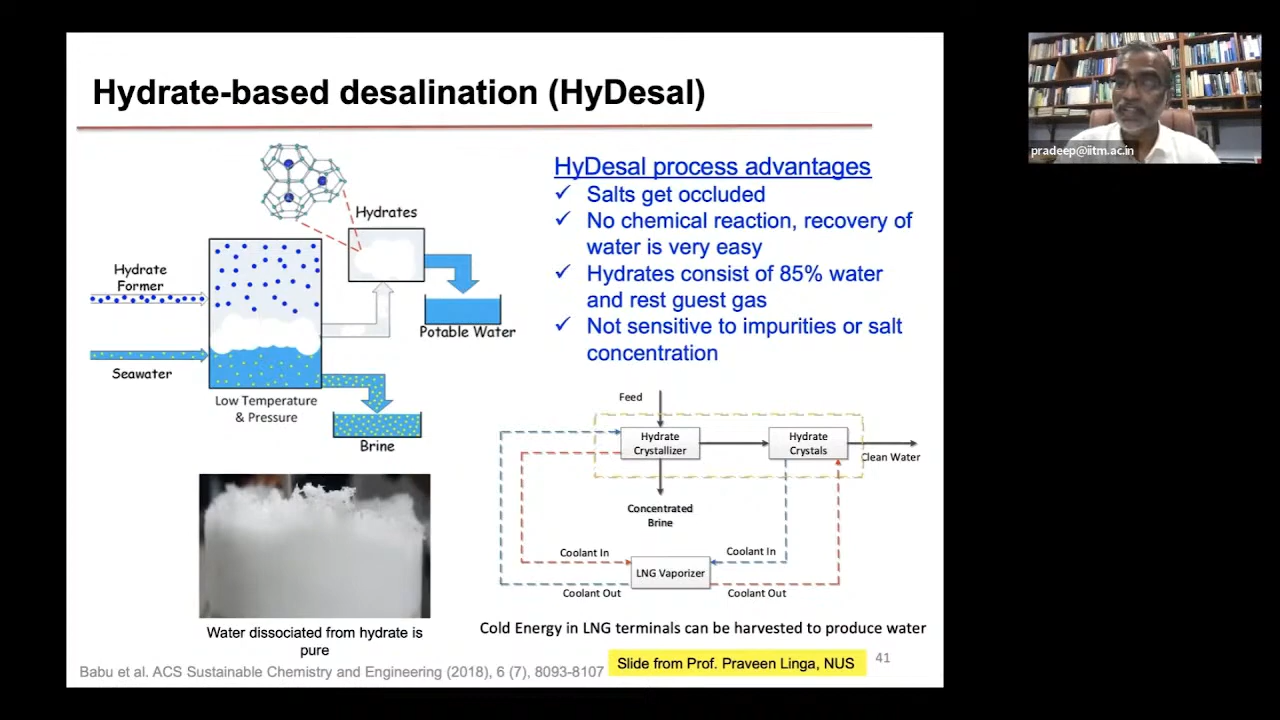 Hydrate-based desalination (HyDesal)
pradeep@iitm.ac.in
Hydrates
Hydrate
Former
Seawater
Low Temperature
& Pressure
Potable Water
Brine
HyDesal process advantages
✓ Salts get occluded
✓ No chemical reaction, recovery of
water is very easy
✓ Hydrates consist of 85% water
and rest guest gas
✓ Not sensitive to impurities or salt
concentration
Feed
Hydrate
Crystallizer
Hydrate
Crystals
Clean Water
Concentrated
Brine
Coolant In
Coolant In
LNG Vaporizer
Coolant Out
Coolant Out
Water dissociated from hydrate is
pure
Cold Energy in LNG terminals can be harvested to produce water
Babu et al. ACS Sustainable Chemistry and Engineering (2018), 6 (7), 8093-8107
Slide from Prof. Praveen Linga, NUS
41